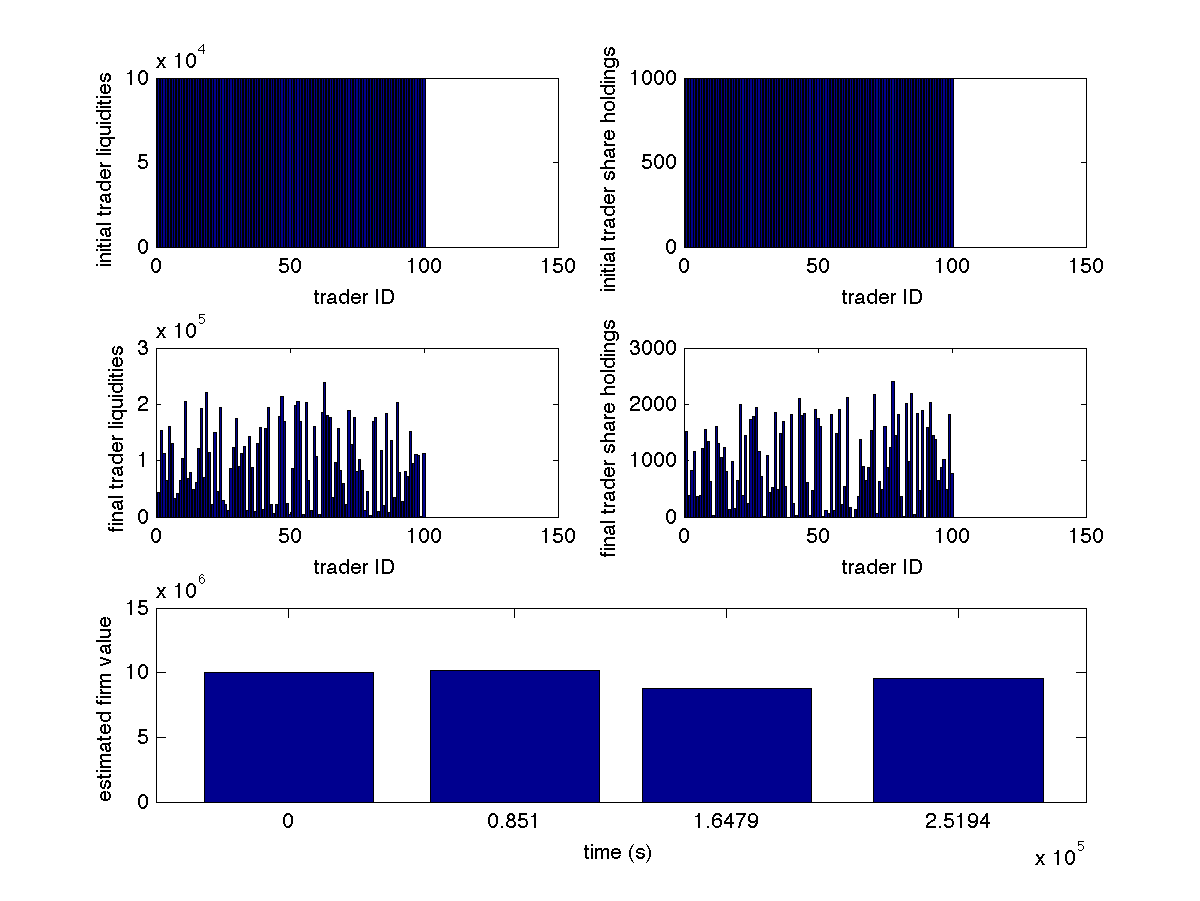 x 10^4
10
5
0
initial trader liquidities
0 50 100 150
trader ID
1000
500
0
initial trader share holdings
0 50 100 150
trader ID
x 10^5
3
2
1
0
final trader liquidities
0 50 100 150
trader ID
3000
2000
1000
0
final trader share holdings
0 50 100 150
trader ID
x 10^6
15
10
5
0
estimated firm value
0 0.851 1.6479 2.5194
time (s)
x 10^5